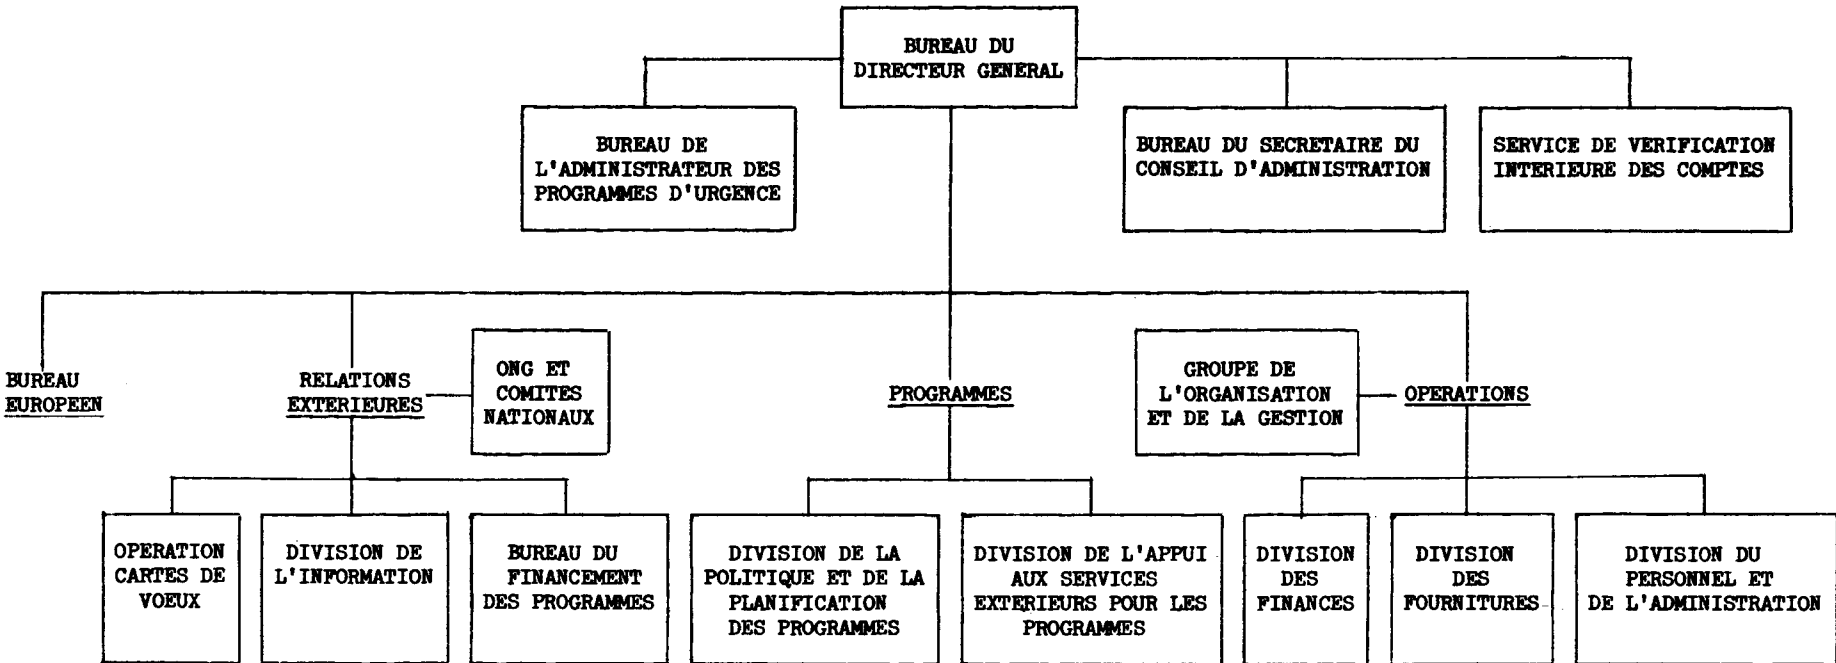 BUREAU DU
DIRECTEUR GENERAL
BUREAU DE
L'ADMINISTRATEUR DES
PROGRAMMES D'URGENCE
BUREAU DU SECRETAIRE DU
CONSEIL D'ADMINISTRATION
SERVICE DE VERIFICATION
INTERIEURE DES COMPTES
BUREAU
EUROPEEN
RELATIONS
EXTERIEURES
ONG ET
COMITES
NATIONAUX
PROGRAMMES
GROUPE DE
L'ORGANISATION
ET DE LA GESTION
OPERATIONS
OPERATION
CARTES DE
VOEUX
DIVISION DE
L'INFORMATION
BUREAU DU
FINANCEMENT
DES PROGRAMMES
DIVISION DE LA
POLITIQUE ET DE LA
PLANIFICATION
DES PROGRAMMES
DIVISION DE L'APPUI
AUX SERVICES
EXTERIEURS POUR LES
PROGRAMMES
DIVISION
DES
FINANCES
DIVISION
DES
FOURNITURES
DIVISION DU
PERSONNEL ET
DE L'ADMINISTRATION